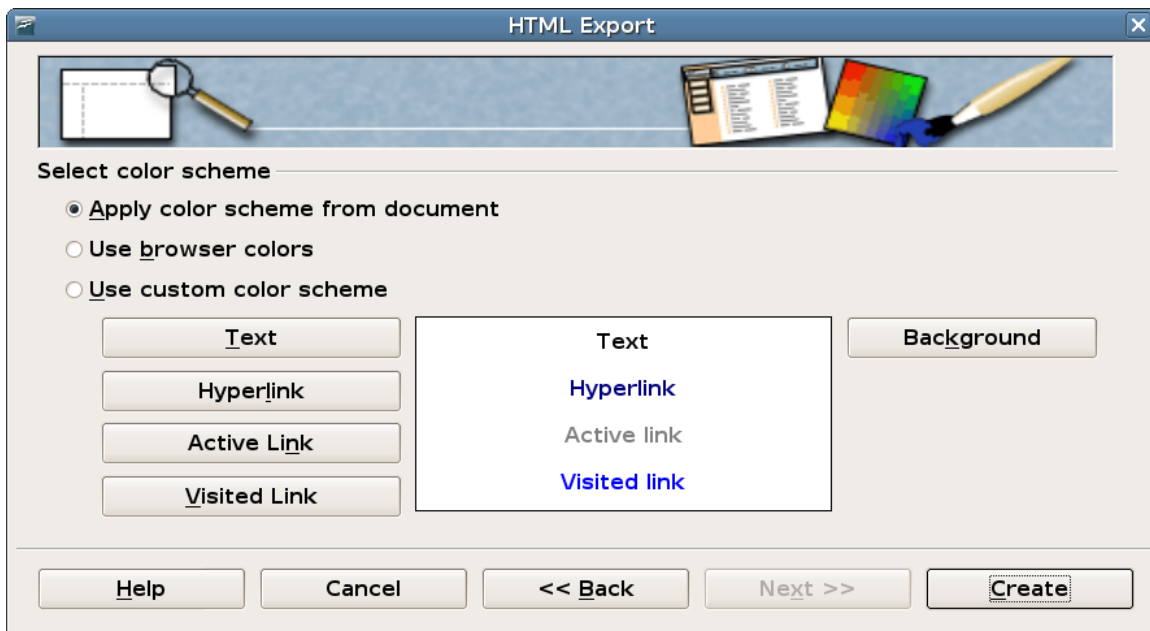 HTML Export
Select color scheme
Apply color scheme from document
Use browser colors
Use custom color scheme
Text
Hyperlink
Active Link
Visited Link
Text
Hyperlink
Active link
Visited link
Background
Help
Cancel
<< Back
Next >>
Create